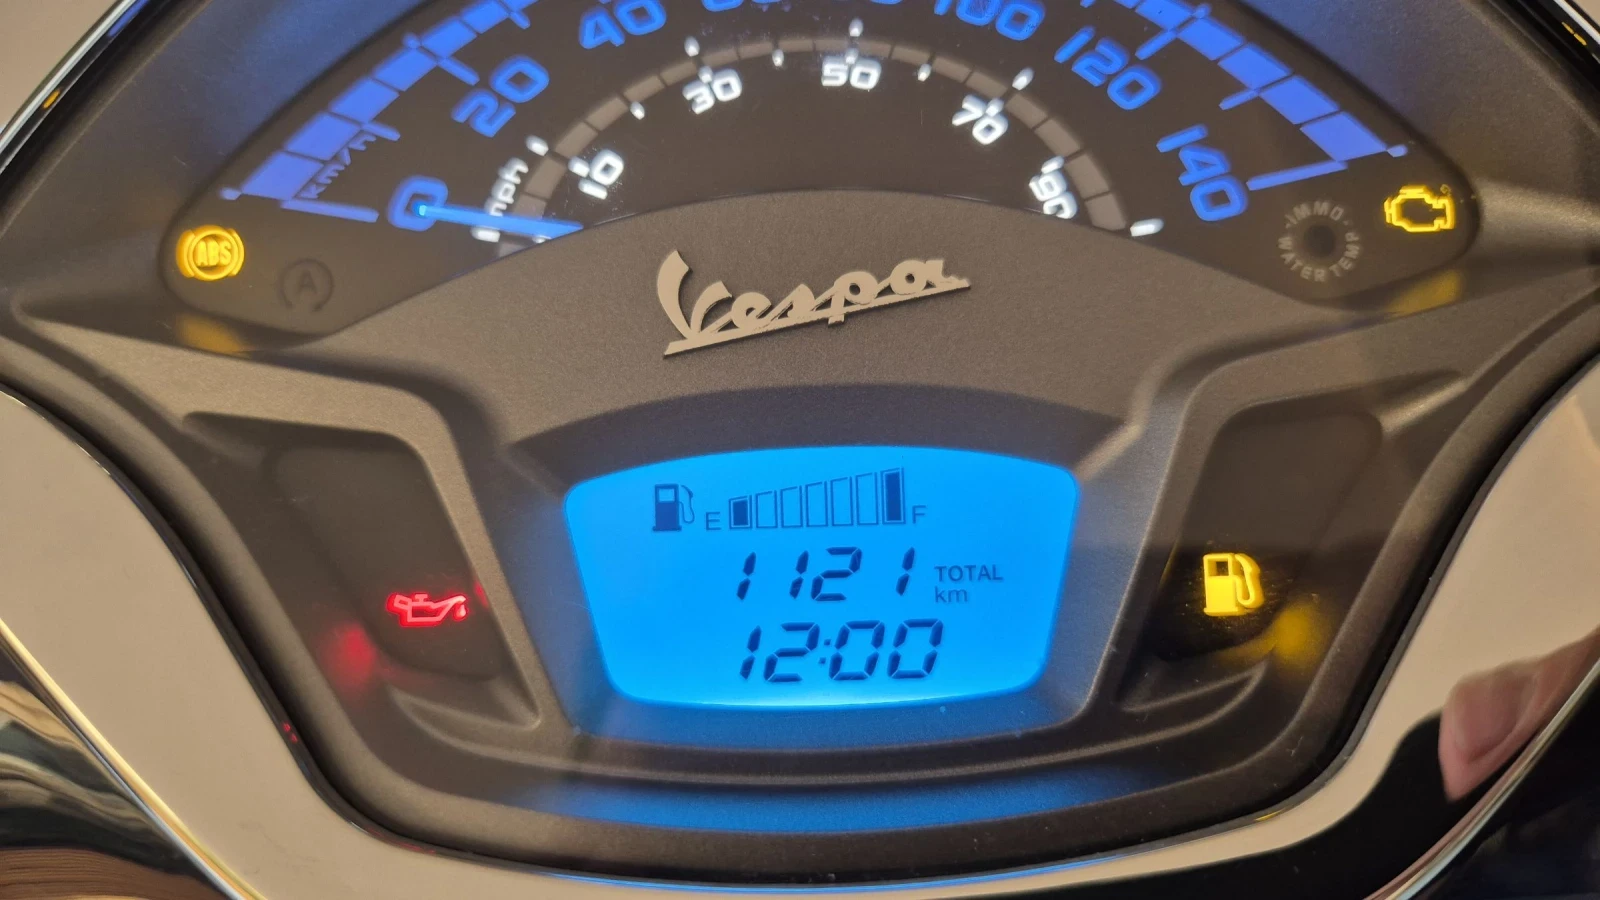 20 40 100 120 140
0 km/h
mph 10 30 50 70 90
ABS
A
IMMO
WATER TEMP
Vespa
E F
1121 TOTAL
km
12:00